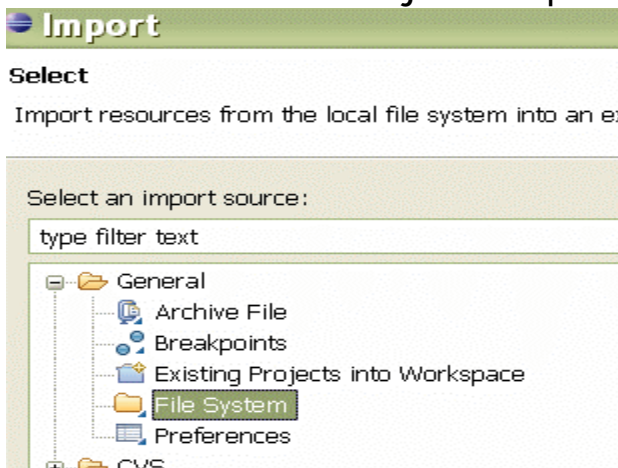 Import
Select
Import resources from the local file system into an
Select an import source:
type filter text
General
Archive File
Breakpoints
Existing Projects into Workspace
File System
Preferences
CVS